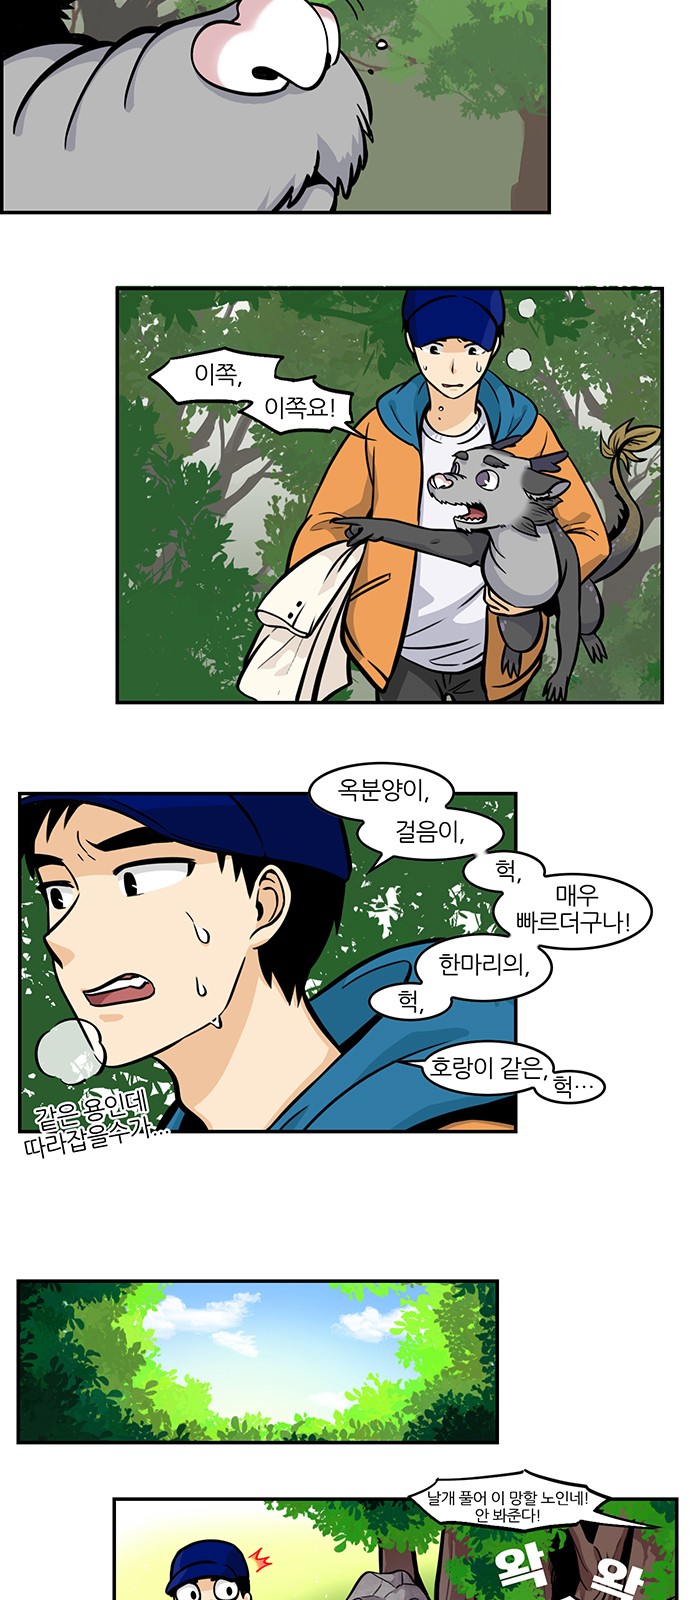 이쪽,
이쪽요!
옥분양이,
걸음이,
헉,
매우
빠르더구나!
한마리의,
헉,
호랑이 같은,
헉…
같은 용인데
따라잡을수가…
날개 풀어 이 망할 노인네!
안 봐준다!
왁
왁